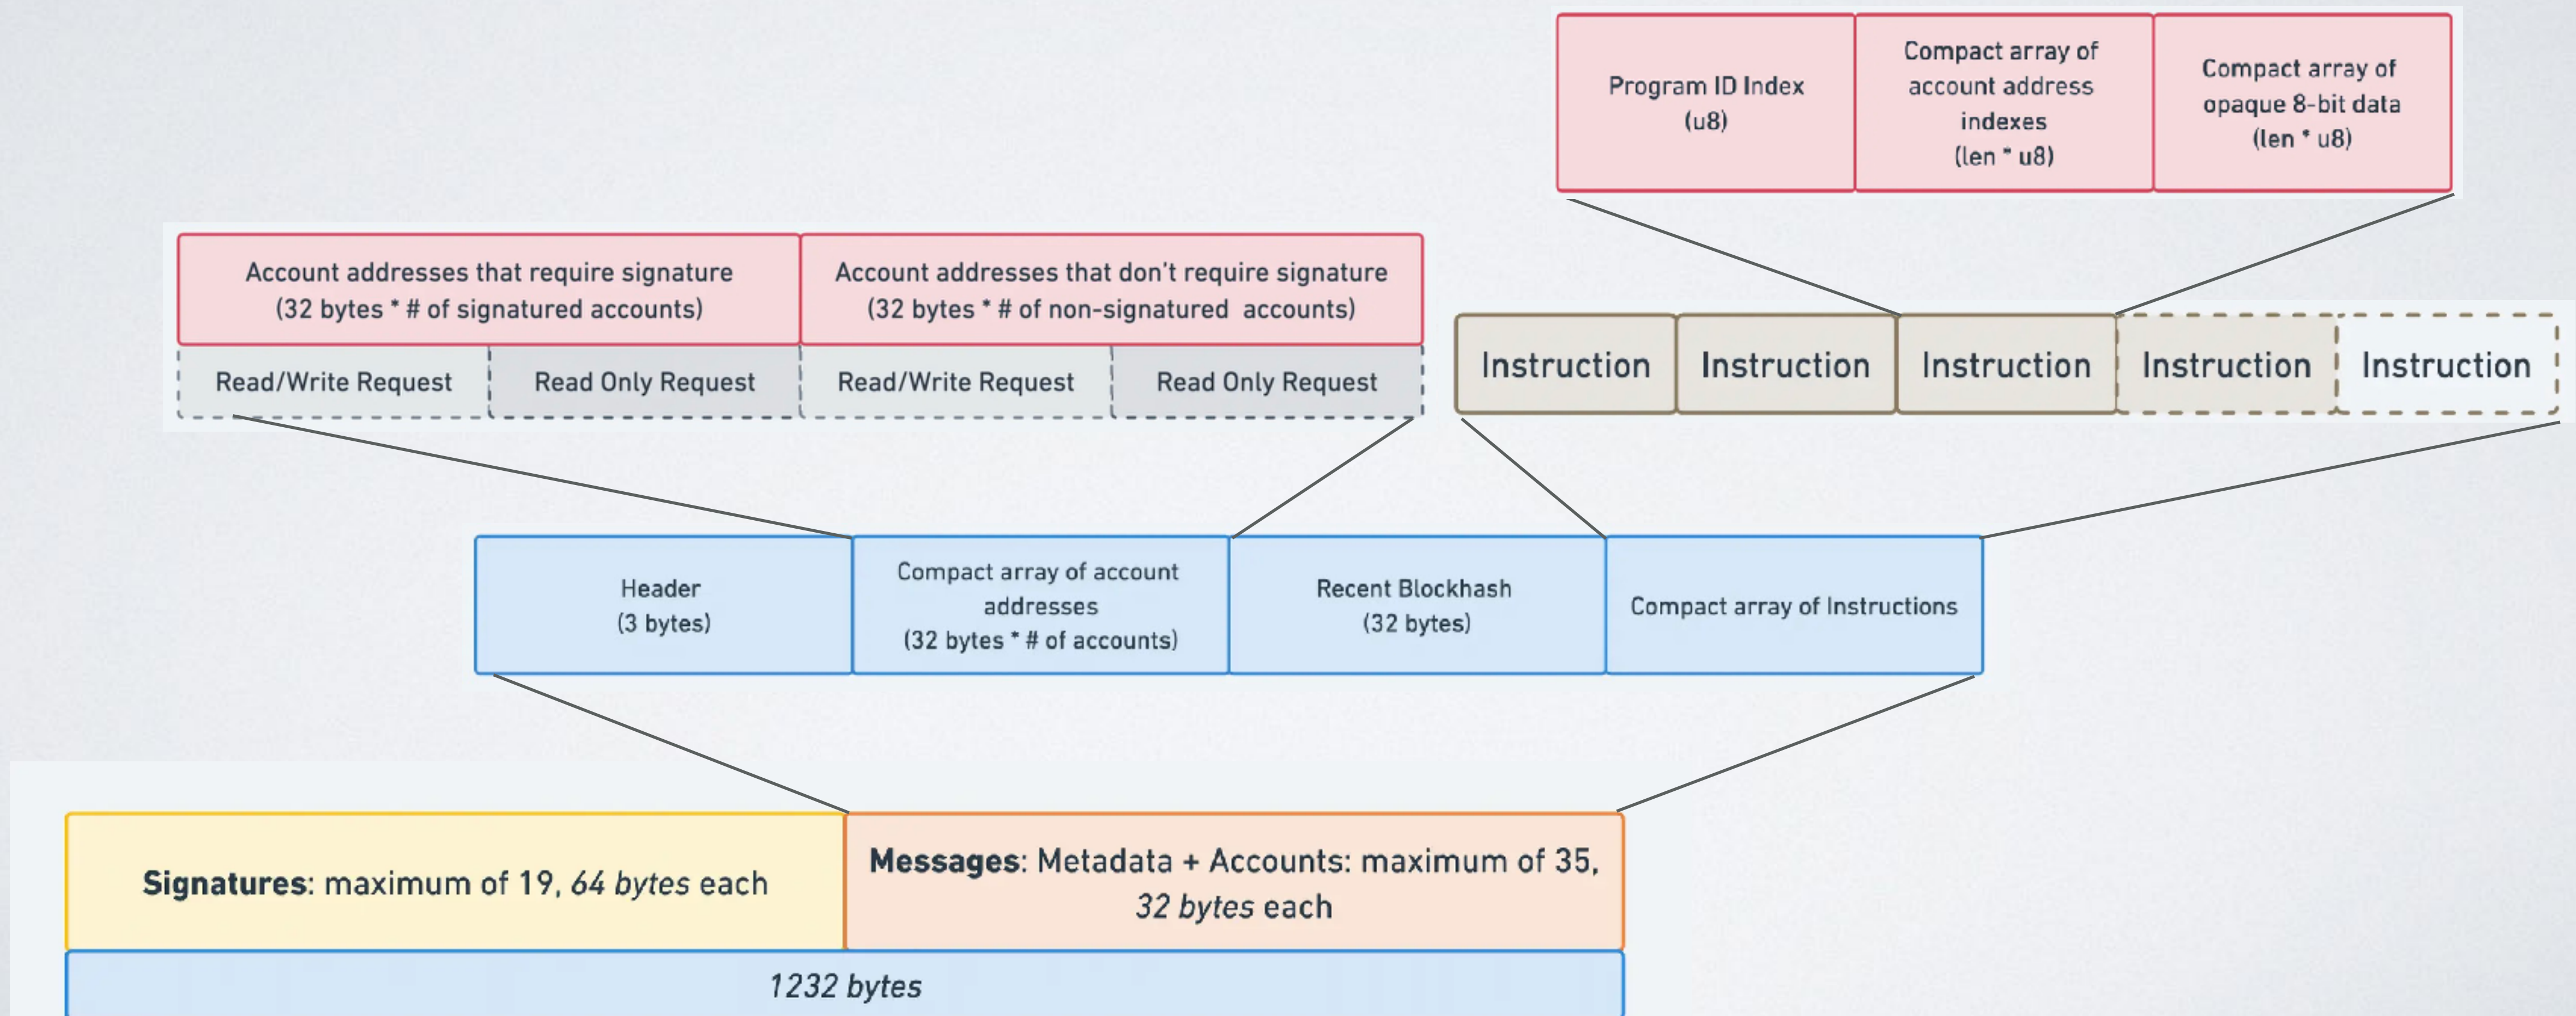 Program ID Index
(u8)
Compact array of
account address
indexes
(len * u8)
Compact array of
opaque 8-bit data
(len * u8)
Account addresses that require signature
(32 bytes * # of signatured accounts)
Account addresses that don't require signature
(32 bytes * # of non-signatured accounts)
Read/Write Request
Read Only Request
Read/Write Request
Read Only Request
Instruction
Instruction
Instruction
Instruction
Instruction
Header
(3 bytes)
Compact array of account
addresses
(32 bytes * # of accounts)
Recent Blockhash
(32 bytes)
Compact array of Instructions
Signatures: maximum of 19, 64 bytes each
Messages: Metadata + Accounts: maximum of 35,
32 bytes each
1232 bytes